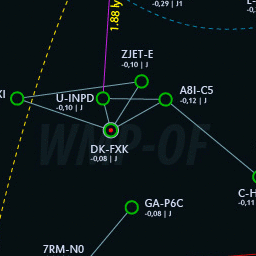 -0,29 | J1
1.88 ly
ZJET-E
-0,10 | J
A8I-C5
-0,12 | J
U-INPD
-0,10 | J
DK-FXK
-0,08 | J
GA-P6C
-0,08 | J
C-H
-0,11
7RM-N0